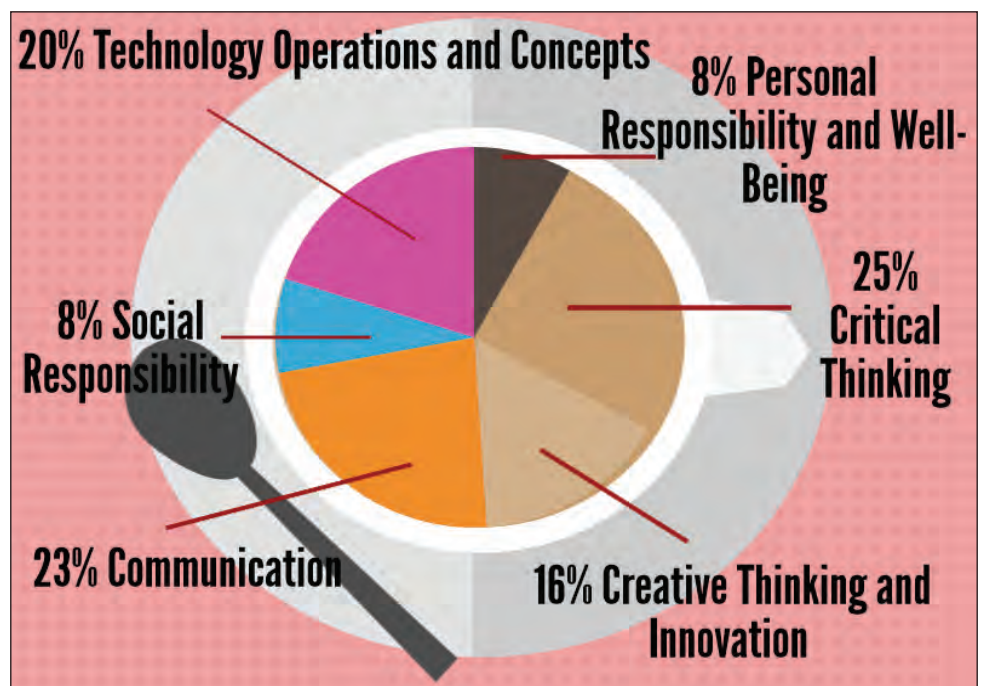 20% Technology Operations and Concepts
8% Personal
Responsibility and Well-
Being
25%
Critical
Thinking
8% Social
Responsibility
23% Communication
16% Creative Thinking and
Innovation